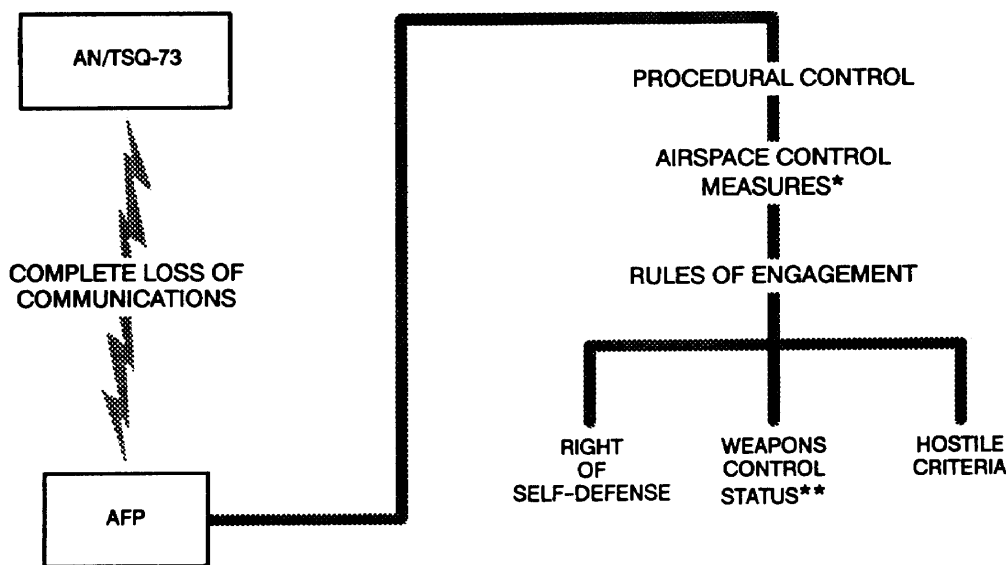 AN/TSQ-73
COMPLETE LOSS OF
COMMUNICATIONS
AFP
PROCEDURAL CONTROL
AIRSPACE CONTROL
MEASURES*
RULES OF ENGAGEMENT
RIGHT
OF
SELF-DEFENSE
WEAPONS
CONTROL
STATUS**
HOSTILE
CRITERIA